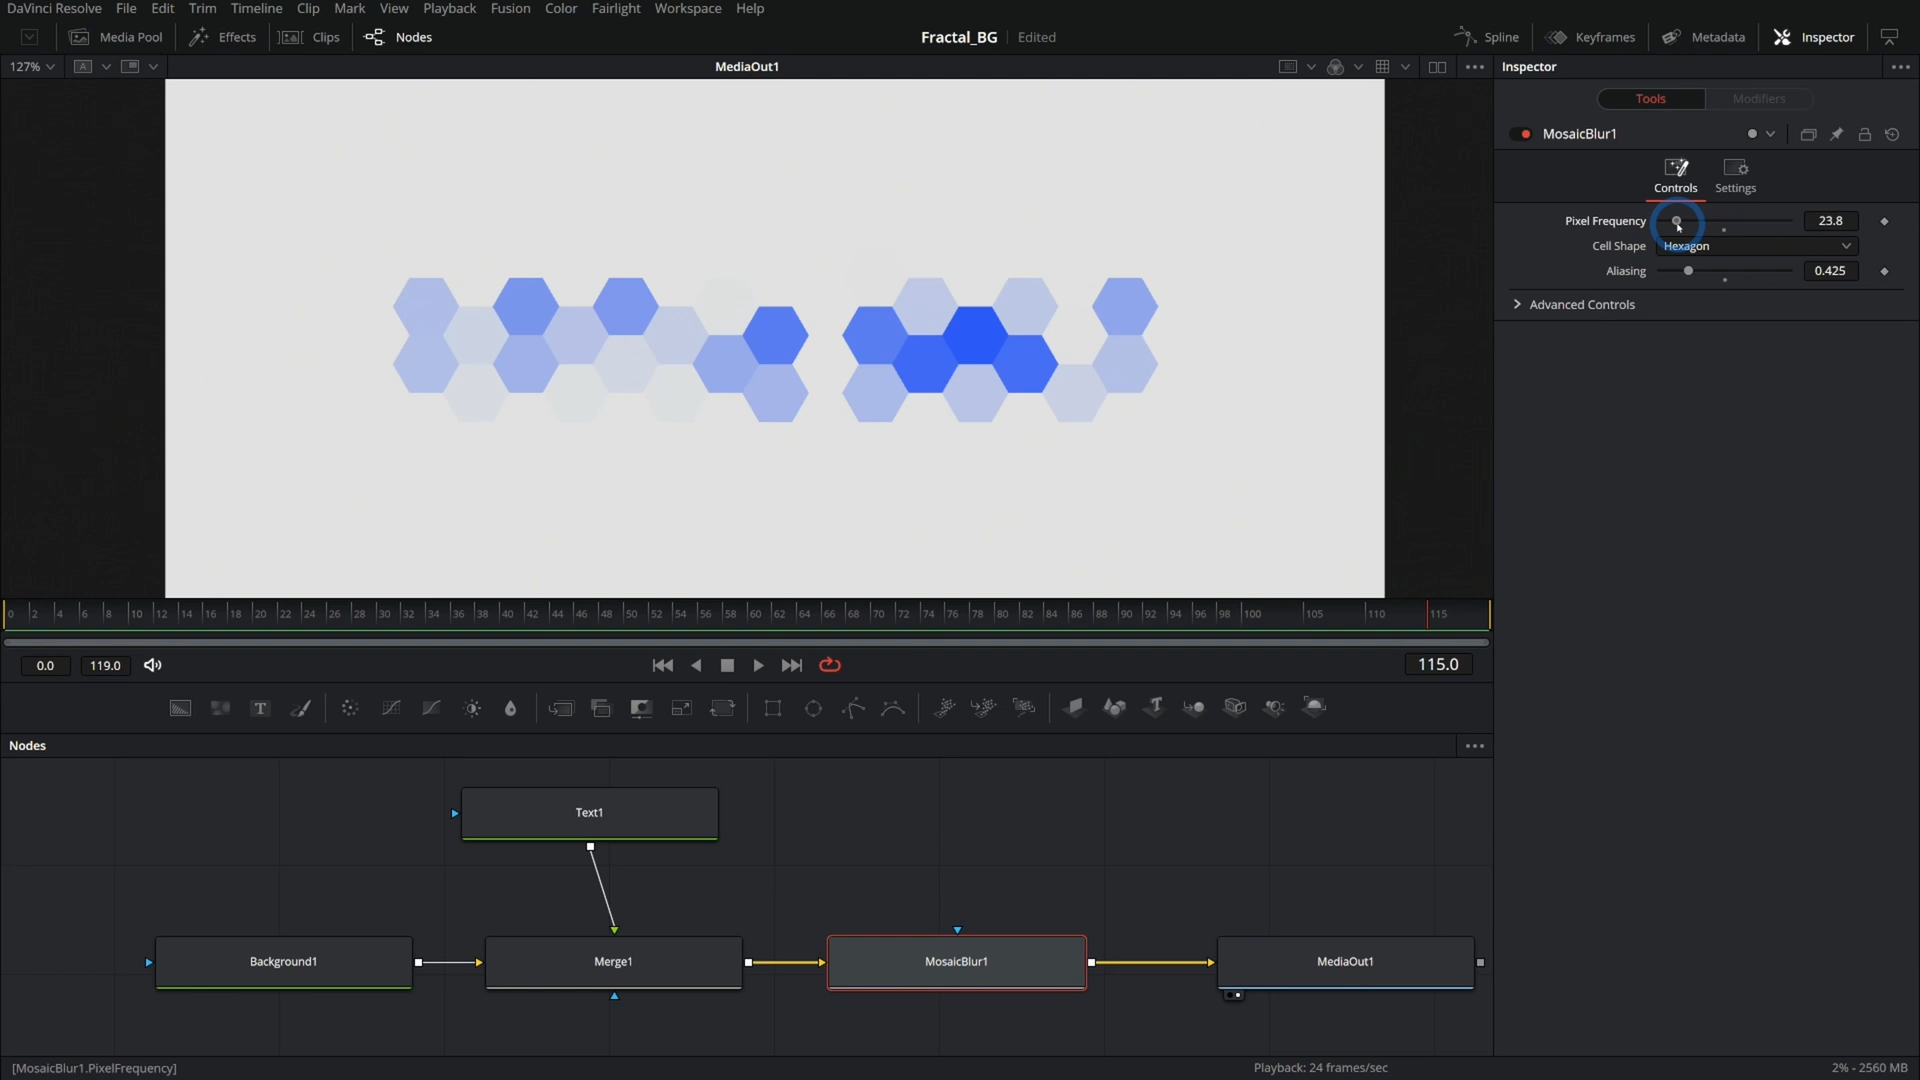 DaVinci Resolve File Edit Trim Timeline Clip Mark View Playback Fusion Color Fairlight Workspace Help
Media Pool Effects Clips Nodes Fractal_BG Edited Spline Keyframes Metadata Inspector
127% A MediaOut1 Inspector
Tools Modifiers
MosaicBlur1
Controls Settings
Pixel Frequency 23.8
Cell Shape Hexagon
Aliasing 0.425
Advanced Controls
0 2 4 6 8 10 12 14 16 18 20 22 24 26 28 30 32 34 36 38 40 42 44 46 48 50 52 54 56 58 60 62 64 66 68 70 72 74 76 78 80 82 84 86 88 90 92 94 96 98 100 105 110 115
0.0 119.0 115.0
T T
Nodes
Text1
Background1 Merge1 MosaicBlur1 MediaOut1
[MosaicBlur1.PixelFrequency] Playback: 24 frames/sec 2% - 2560 MB